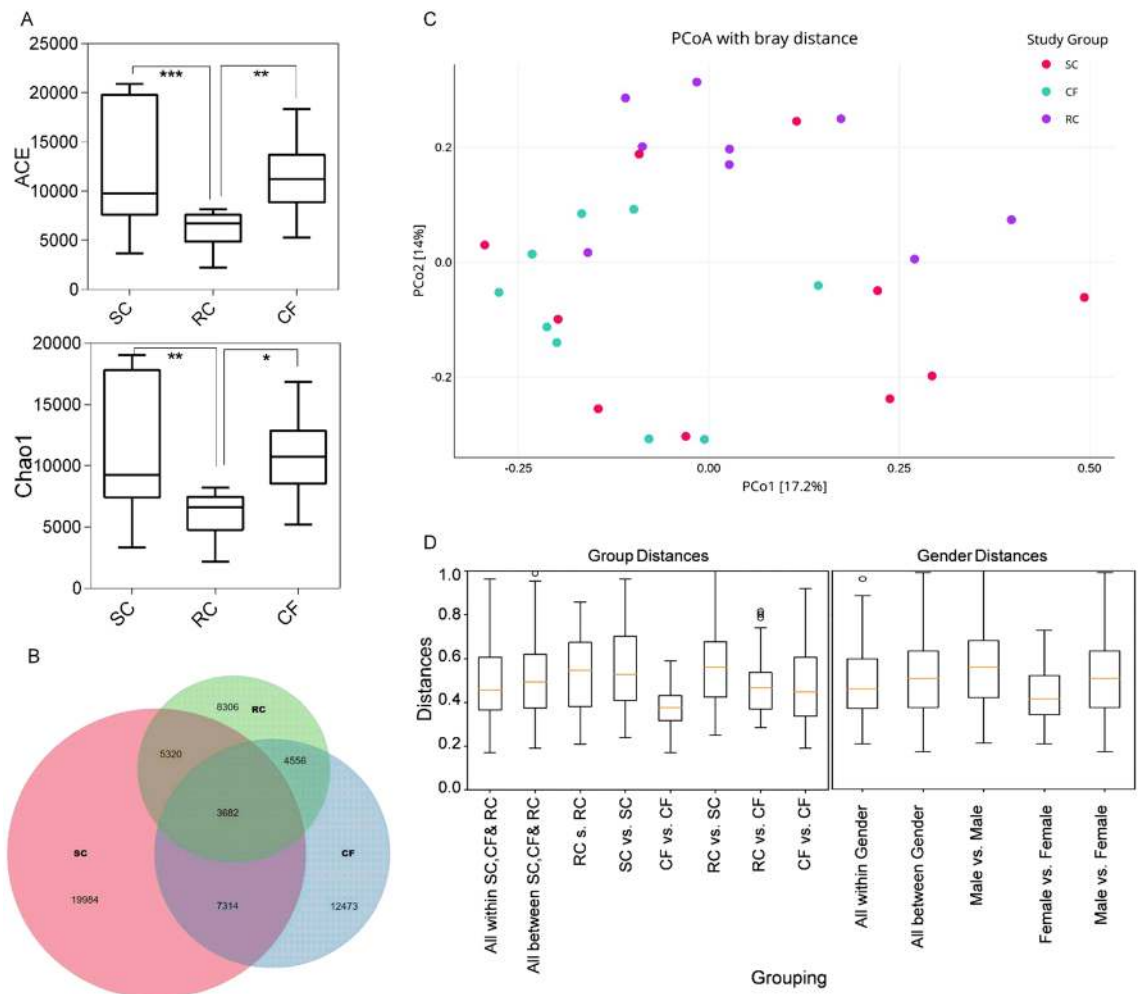 A
25000
20000
15000
10000
5000
0
ACE
***
**
SC
RC
CF
20000
15000
10000
5000
0
Chao1
**
*
SC
RC
CF
B
8306
RC
5320
4556
3682
SC
CF
19984
7314
12473
C
PCoA with bray distance
Study Group
SC
CF
RC
0.2
0.0
-0.2
PCo2 [14%]
-0.25
0.00
0.25
0.50
PCo1 [17.2%]
D
Group Distances
Gender Distances
1.0
0.8
0.6
0.4
0.2
0.0
Distances
All within SC,CF& RC
All between SC,CF& RC
RC s. RC
SC vs. SC
CF vs. CF
RC vs. SC
RC vs. CF
CF vs. CF
All within Gender
All between Gender
Male vs. Male
Female vs. Female
Male vs. Female
Grouping